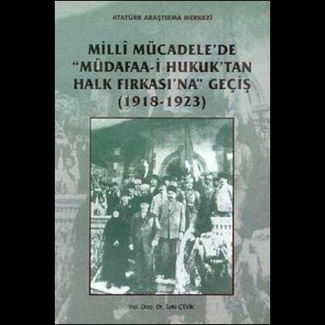 ATATÜRK ARAŞTIRMA MERKEZİ
MİLLÎ MÜCADELE'DE
"MÜDAFAA-İ HUKUK'TAN
HALK FIRKASI'NA" GEÇİŞ
(1918-1923)
Yrd. Doç. Dr. Zeki ÇEVİK